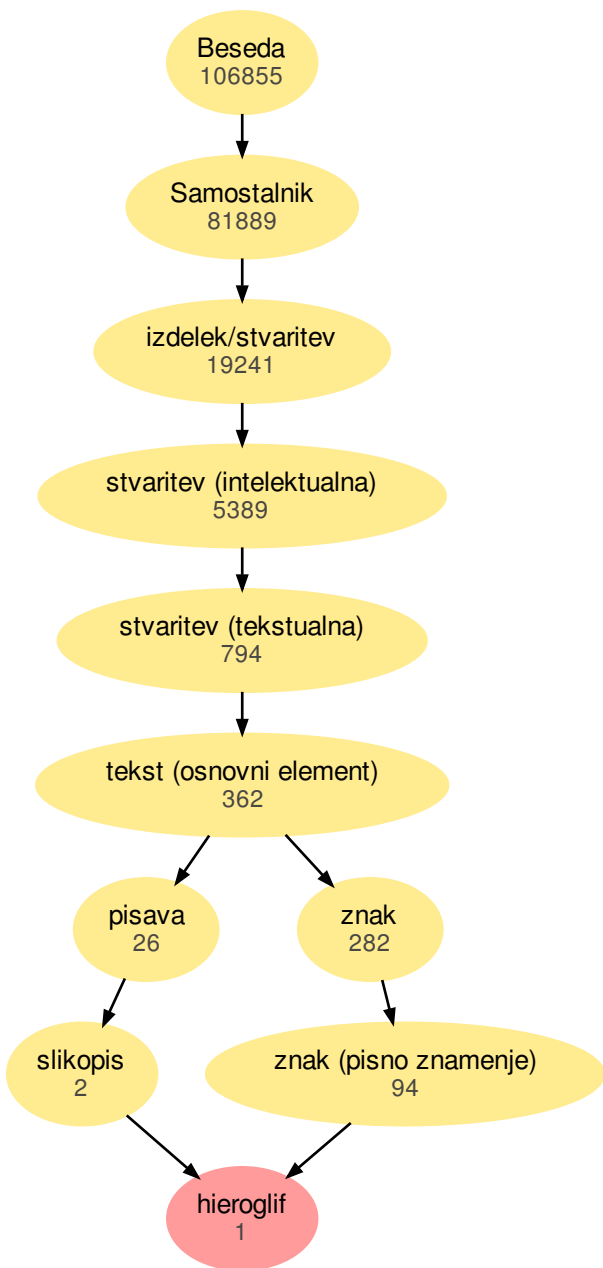 Beseda
106855
Samostalnik
81889
izdelek/stvaritev
19241
stvaritev (intelektualna)
5389
stvaritev (tekstualna)
794
tekst (osnovni element)
362
pisava
26
znak
282
slikopis
2
znak (pisno znamenje)
94
hieroglif
1